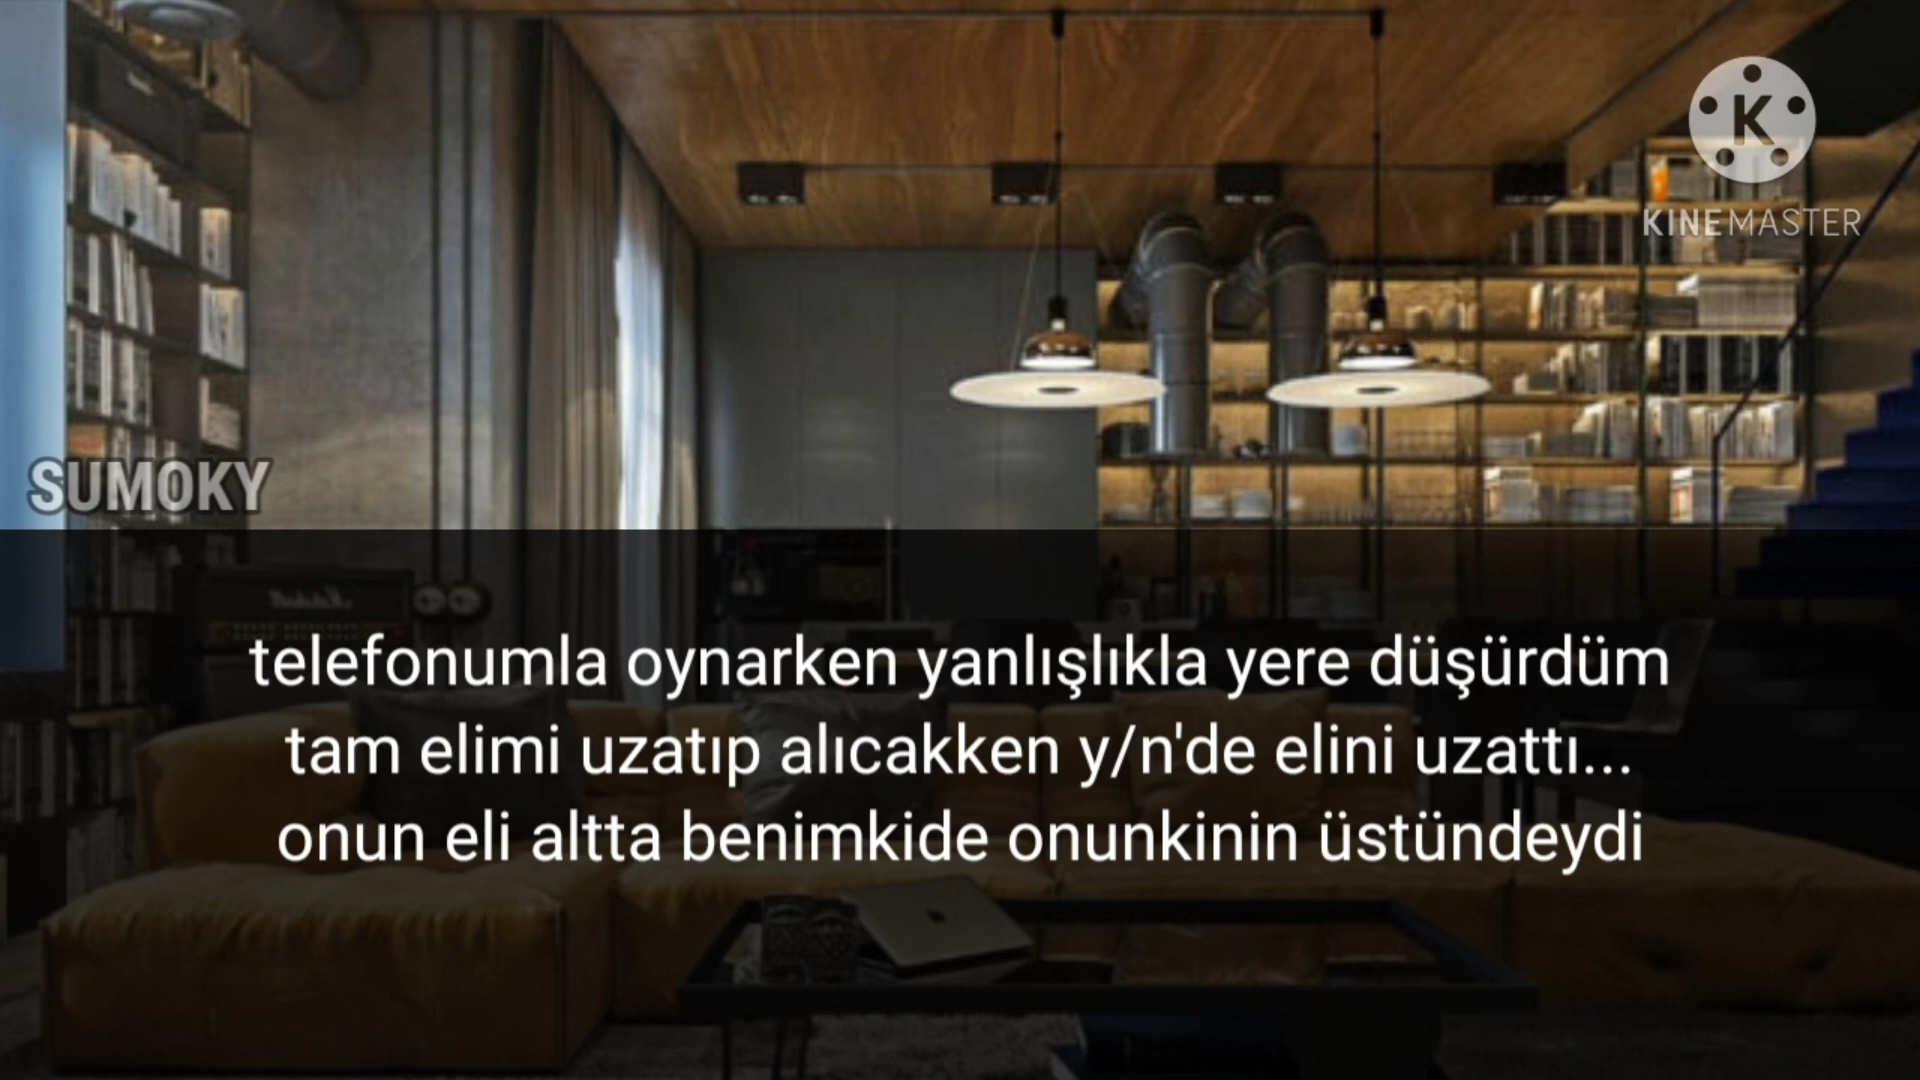 KINEMASTER
SUMOKY
telefonumla oynarken yanlışlıkla yere düşürdüm
tam elimi uzatıp alıcakken y/n'de elini uzattı...
onun eli altta benimkide onunkinin üstündeydi